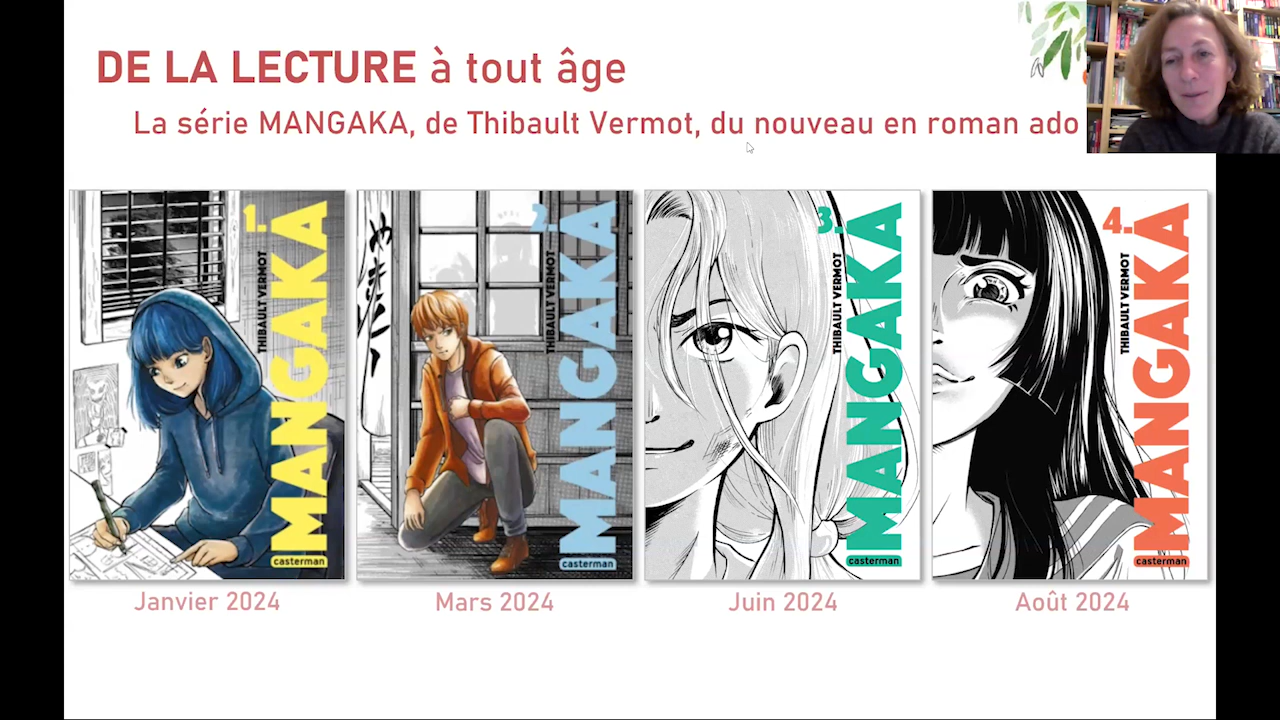 DE LA LECTURE à tout âge
La série MANGAKA, de Thibault Vermot, du nouveau en roman ado
1.
THIBAULT VERMOT
MANGAKA
casterman
2.
THIBAULT VERMOT
MANGAKA
casterman
3.
THIBAULT VERMOT
MANGAKA
casterman
4.
THIBAULT VERMOT
MANGAKA
casterman
Janvier 2024
Mars 2024
Juin 2024
Août 2024